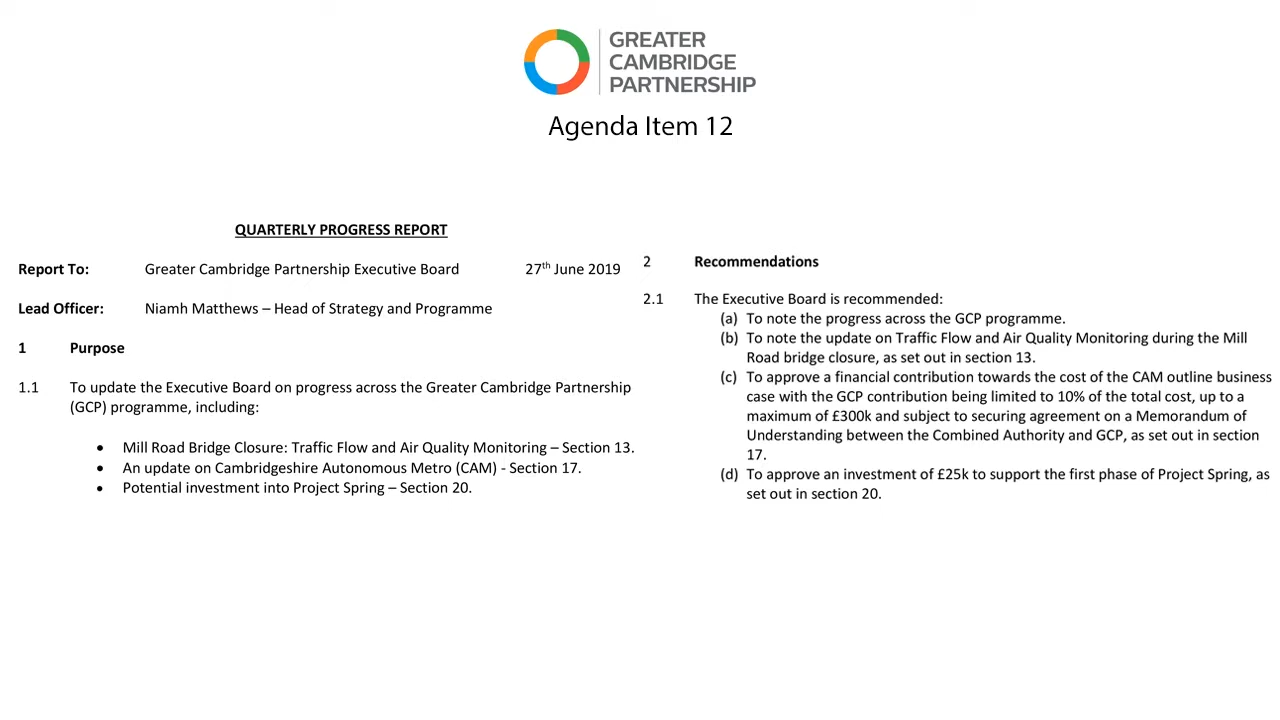 GREATER
CAMBRIDGE
PARTNERSHIP
Agenda Item 12
QUARTERLY PROGRESS REPORT
Report To: Greater Cambridge Partnership Executive Board 27th June 2019
Lead Officer: Niamh Matthews – Head of Strategy and Programme
1 Purpose
1.1 To update the Executive Board on progress across the Greater Cambridge Partnership
(GCP) programme, including:
• Mill Road Bridge Closure: Traffic Flow and Air Quality Monitoring – Section 13.
• An update on Cambridgeshire Autonomous Metro (CAM) - Section 17.
• Potential investment into Project Spring – Section 20.
2 Recommendations
2.1 The Executive Board is recommended:
(a) To note the progress across the GCP programme.
(b) To note the update on Traffic Flow and Air Quality Monitoring during the Mill
Road bridge closure, as set out in section 13.
(c) To approve a financial contribution towards the cost of the CAM outline business
case with the GCP contribution being limited to 10% of the total cost, up to a
maximum of £300k and subject to securing agreement on a Memorandum of
Understanding between the Combined Authority and GCP, as set out in section
17.
(d) To approve an investment of £25k to support the first phase of Project Spring, as
set out in section 20.